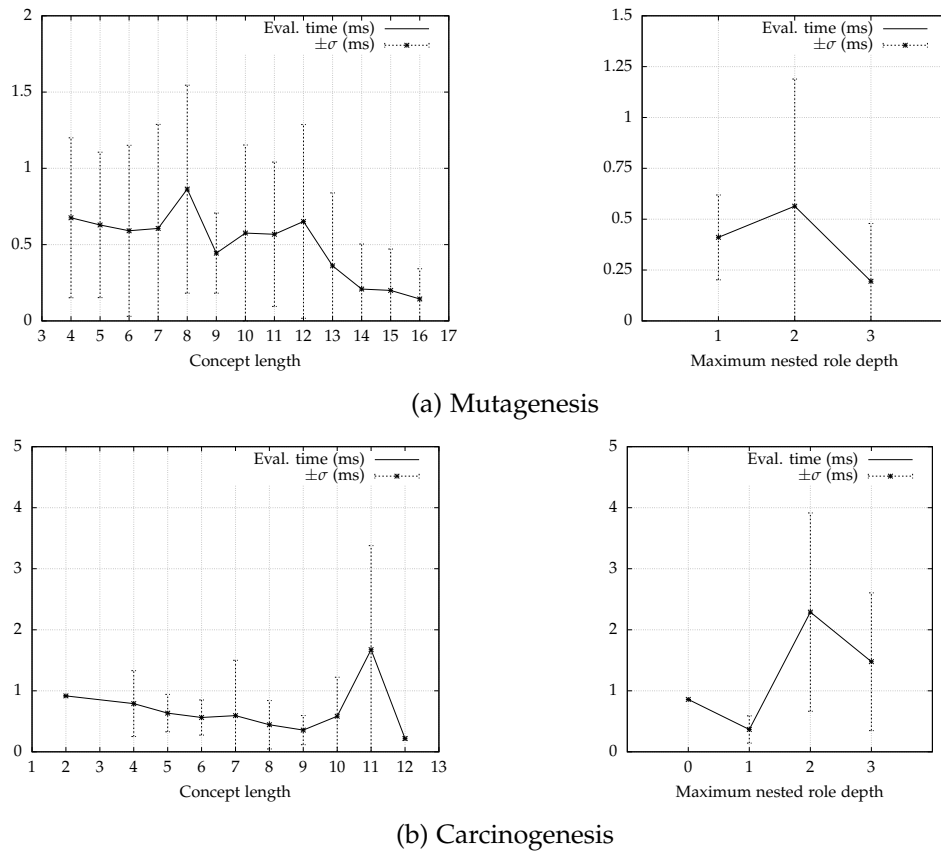 Eval. time (ms)
±σ (ms)
2
1.5
1
0.5
0
3 4 5 6 7 8 9 10 11 12 13 14 15 16 17
Concept length
Eval. time (ms)
±σ (ms)
1.5
1.25
1
0.75
0.5
0.25
0
1 2 3
Maximum nested role depth
(a) Mutagenesis
Eval. time (ms)
±σ (ms)
5
4
3
2
1
0
1 2 3 4 5 6 7 8 9 10 11 12 13
Concept length
Eval. time (ms)
±σ (ms)
5
4
3
2
1
0
0 1 2 3
Maximum nested role depth
(b) Carcinogenesis